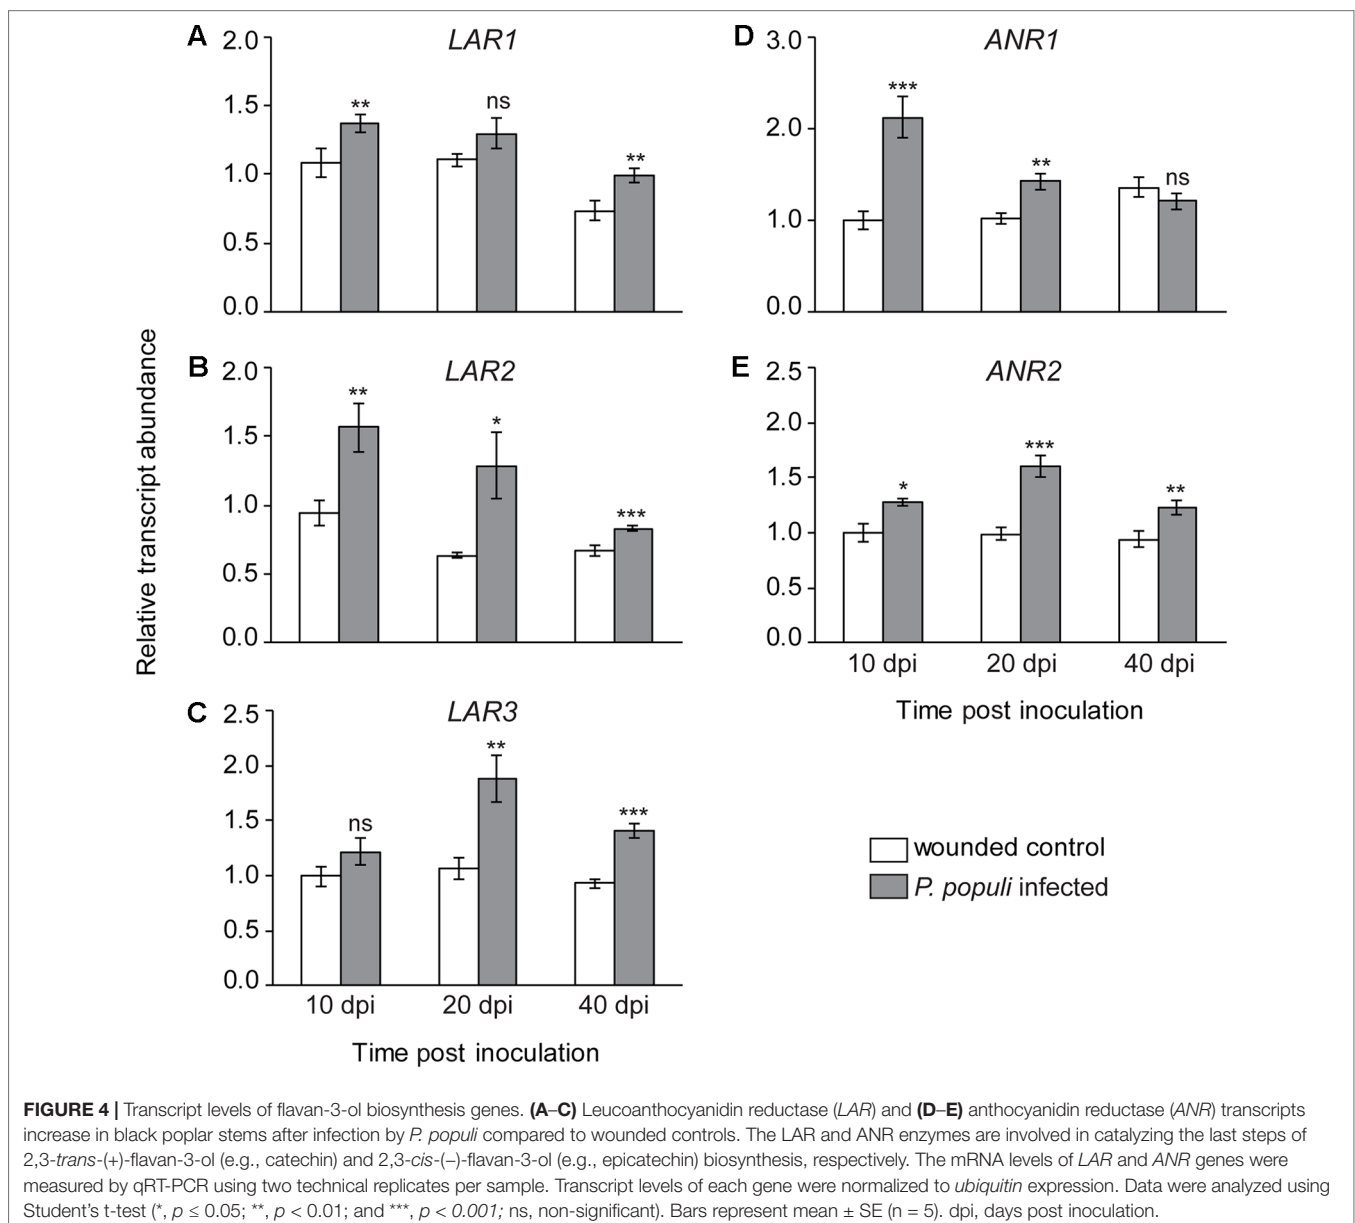 A
LAR1
2.0
**
ns
**
1.5
1.0
0.5
0.0
D
ANR1
3.0
***
**
ns
2.0
1.0
0.0
Relative transcript abundance
B
LAR2
2.0
**
*
***
1.5
1.0
0.5
0.0
E
ANR2
2.5
*
***
**
2.0
1.5
1.0
0.5
0.0
10 dpi 20 dpi 40 dpi
Time post inoculation
C
LAR3
2.5
ns
**
***
2.0
1.5
1.0
0.5
0.0
10 dpi 20 dpi 40 dpi
Time post inoculation
wounded control
P. populi infected
FIGURE 4 | Transcript levels of flavan-3-ol biosynthesis genes. (A–C) Leucoanthocyanidin reductase (LAR) and (D–E) anthocyanidin reductase (ANR) transcripts
increase in black poplar stems after infection by P. populi compared to wounded controls. The LAR and ANR enzymes are involved in catalyzing the last steps of
2,3-trans-(+)-flavan-3-ol (e.g., catechin) and 2,3-cis-(–)-flavan-3-ol (e.g., epicatechin) biosynthesis, respectively. The mRNA levels of LAR and ANR genes were
measured by qRT-PCR using two technical replicates per sample. Transcript levels of each gene were normalized to ubiquitin expression. Data were analyzed using
Student's t-test (*, p ≤ 0.05; **, p < 0.01; and ***, p < 0.001; ns, non-significant). Bars represent mean ± SE (n = 5). dpi, days post inoculation.